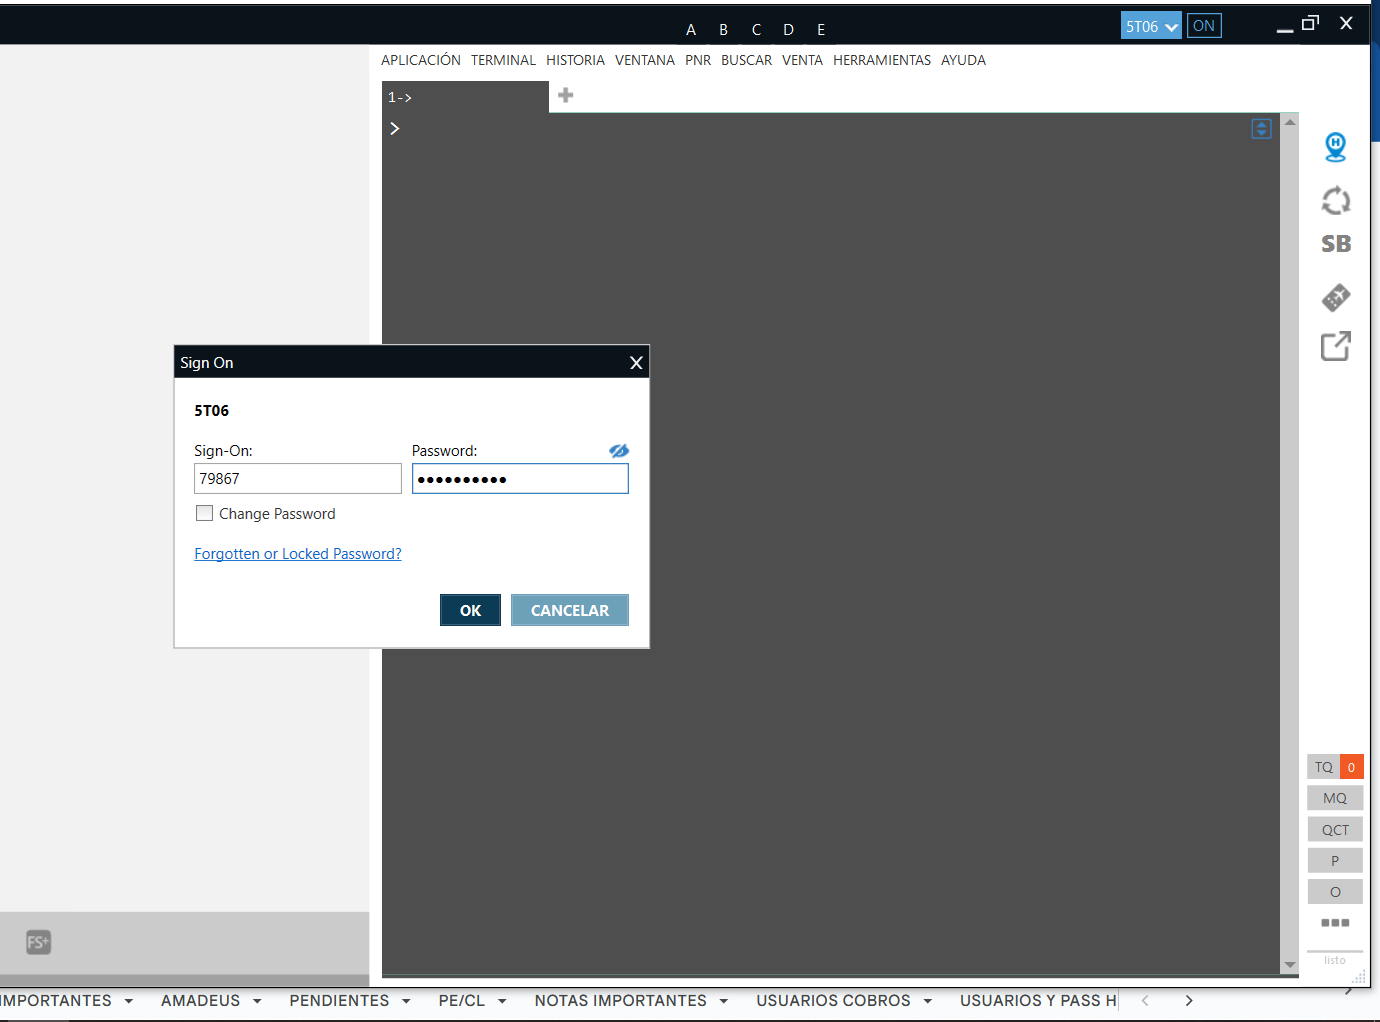 A B C D E
5T06 ON X
APLICACIÓN TERMINAL HISTORIA VENTANA PNR BUSCAR VENTA HERRAMIENTAS AYUDA
1->
>
H
SB
Sign On X
5T06
Sign-On: Password:
79867 ••••••••••
Change Password
Forgotten or Locked Password?
OK CANCELAR
TQ 0
MQ
QCT
P
O
listo
FS+
IMPORTANTES AMADEUS PENDIENTES PE/CL NOTAS IMPORTANTES USUARIOS COBROS USUARIOS Y PASS H